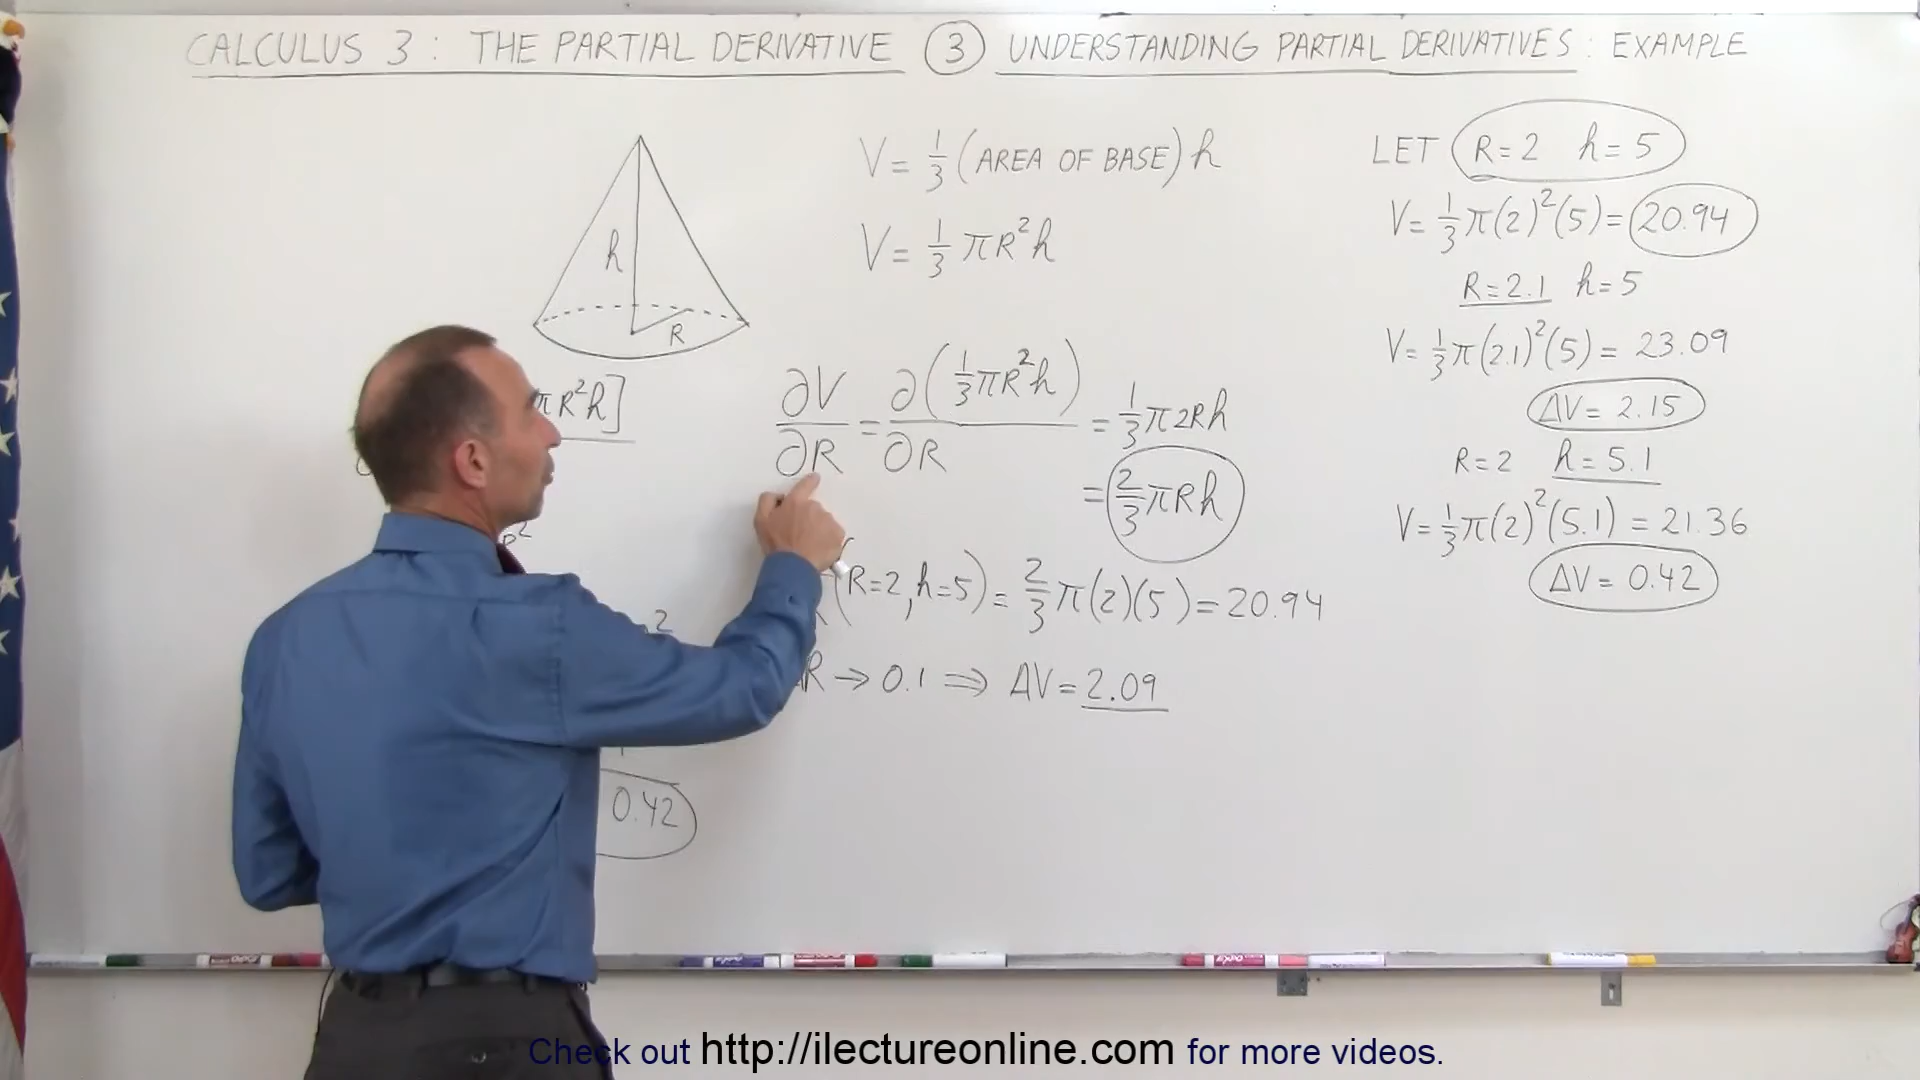 CALCULUS 3 : THE PARTIAL DERIVATIVE ③ UNDERSTANDING PARTIAL DERIVATIVES : EXAMPLE
h
R
πR²h]
R²
²
0.42
V = 1/3 (AREA OF BASE) h
V = 1/3 πR²h
∂V/∂R = ∂(1/3 πR²h)/∂R = 1/3 π2Rh
= 2/3 πRh
(R=2, h=5) = 2/3 π(2)(5) = 20.94
R → 0.1 ⇒ ΔV = 2.09
LET R=2 h=5
V = 1/3 π(2)²(5) = 20.94
R=2.1 h=5
V = 1/3 π(2.1)²(5) = 23.09
ΔV = 2.15
R=2 h=5.1
V = 1/3 π(2)²(5.1) = 21.36
ΔV = 0.42
Check out http://ilectureonline.com for more videos.